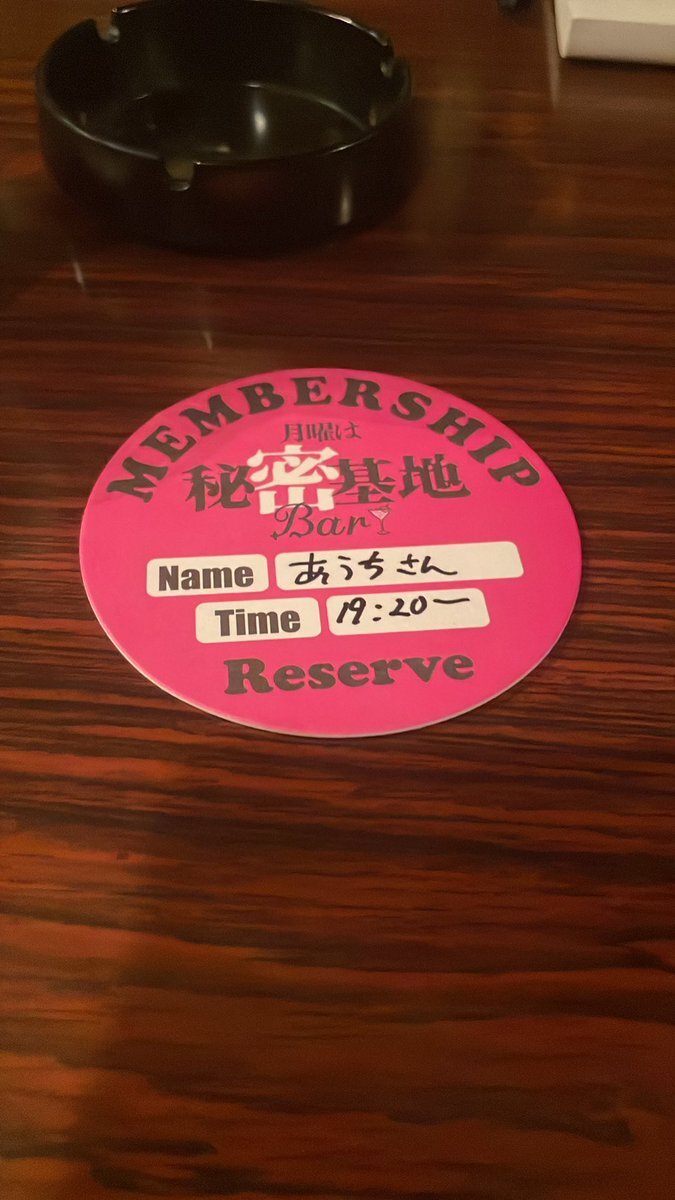 MEMBERSHIP
月曜は
秘密基地
Bar
Name あうちさん
Time 19:20ー
Reserve